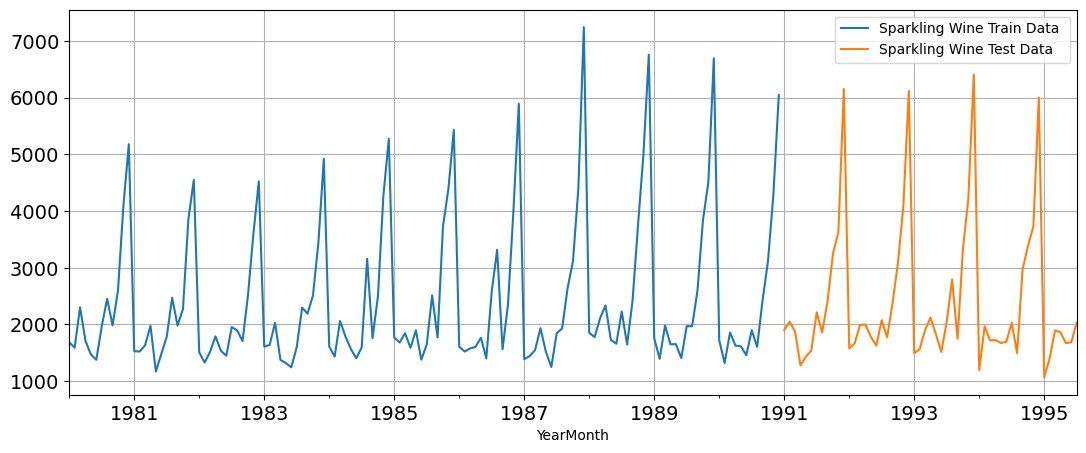 Sparkling Wine Train Data
Sparkling Wine Test Data
7000
6000
5000
4000
3000
2000
1000
1981 1983 1985 1987 1989 1991 1993 1995
YearMonth